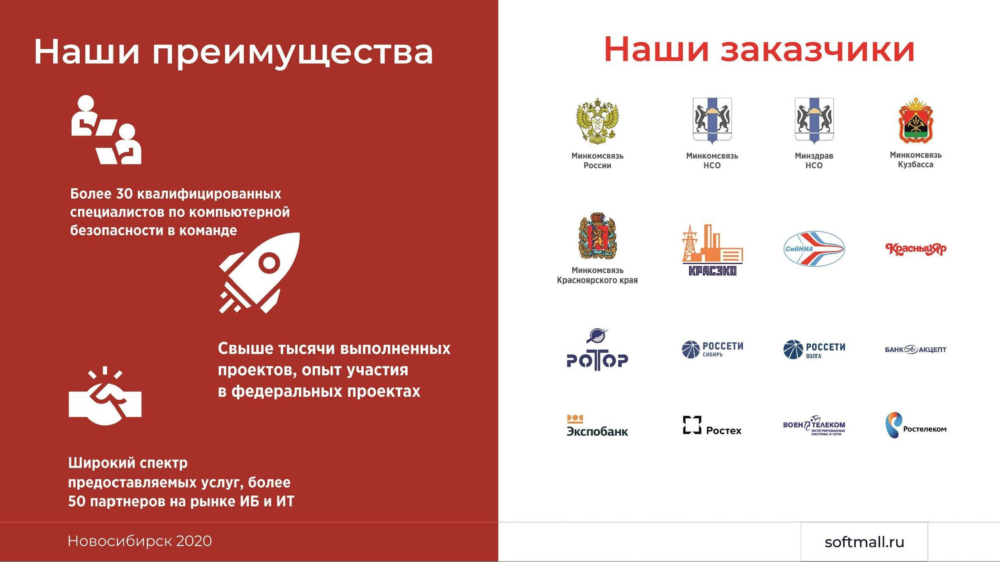 Наши преимущества
Более 30 квалифицированных
специалистов по компьютерной
безопасности в команде
Свыше тысячи выполненных
проектов, опыт участия
в федеральных проектах
Широкий спектр
предоставляемых услуг, более
50 партнеров на рынке ИБ и ИТ
Новосибирск 2020
Наши заказчики
Минкомсвязь
России
Минкомсвязь
НСО
Минздрав
НСО
Минкомсвязь
Кузбасса
Минкомсвязь
Красноярского края
КРАСЭКО
СибНИА
Красный Яр
РОТОР
РОССЕТИ
СИБИРЬ
РОССЕТИ
ВОЛГА
БАНК АКЦЕПТ
Экспобанк
Ростех
ВОЕНТЕЛЕКОМ
ИНТЕГРИРОВАННЫЕ
СИСТЕМЫ И СЕТИ
Ростелеком
softmall.ru